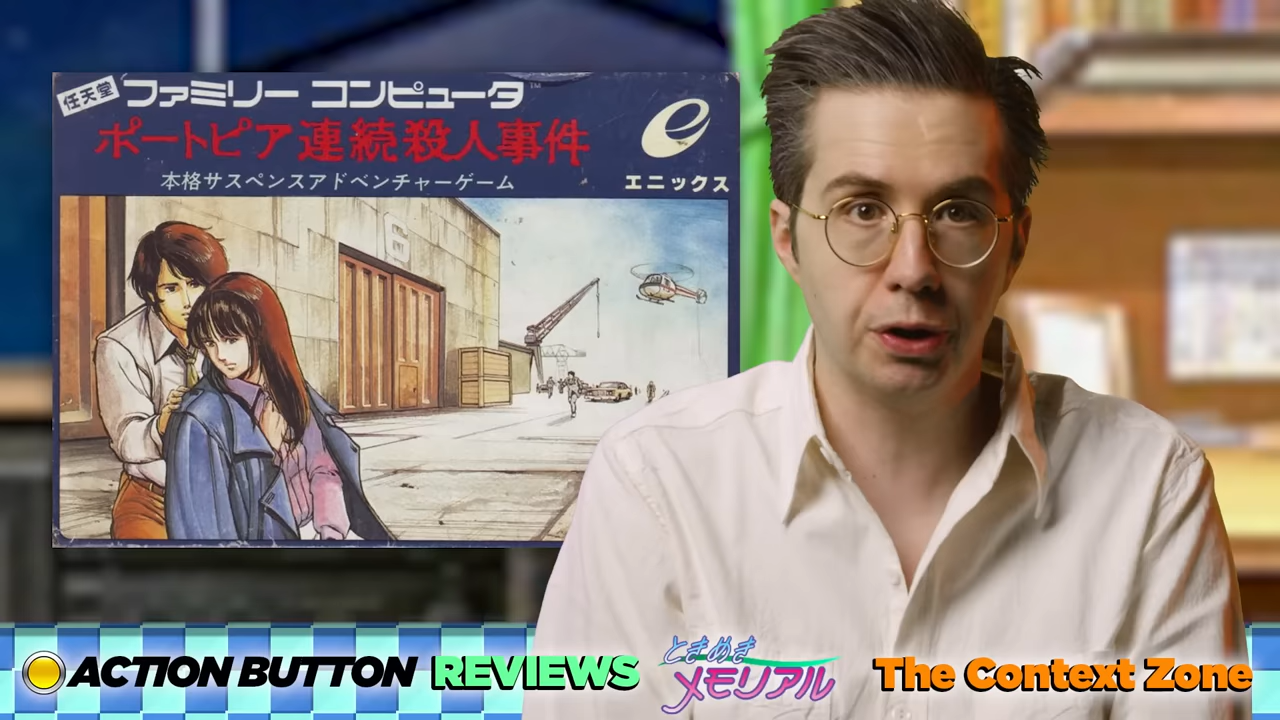 任天堂
ファミリー コンピュータ™
ポートピア連続殺人事件
本格サスペンスアドベンチャーゲーム
エニックス
ACTION BUTTON REVIEWS
ときめき
メモリアル
The Context Zone